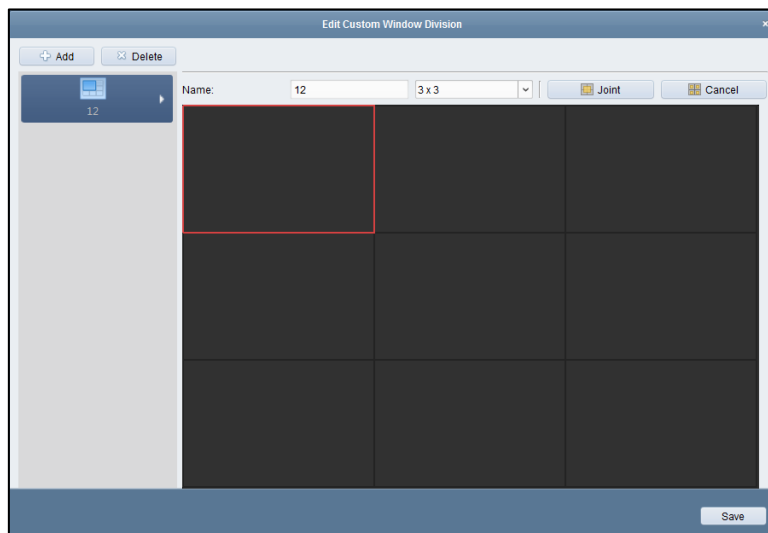 Edit Custom Window Division
Add Delete
12
Name: 12 3 x 3 Joint Cancel
Save